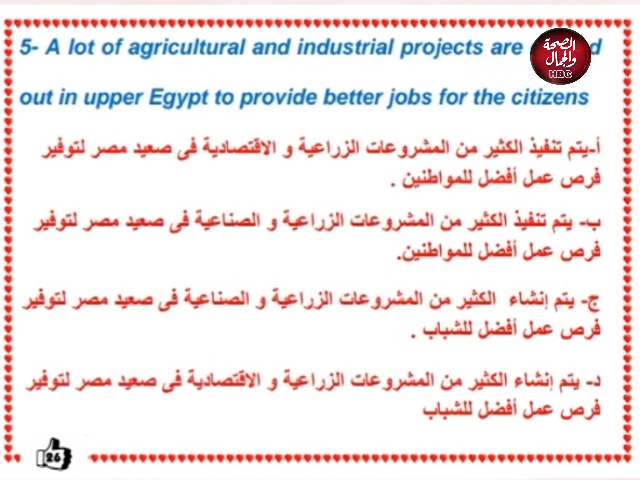 5- A lot of agricultural and industrial projects are
out in upper Egypt to provide better jobs for the citizens
أ-يتم تنفيذ الكثير من المشروعات الزراعية و الاقتصادية فى صعيد مصر لتوفير
فرص عمل أفضل للمواطنين .
ب- يتم تنفيذ الكثير من المشروعات الزراعية و الصناعية فى صعيد مصر لتوفير
فرص عمل أفضل للمواطنين.
ج- يتم إنشاء الكثير من المشروعات الزراعية و الصناعية فى صعيد مصر لتوفير
فرص عمل أفضل للشباب .
د- يتم إنشاء الكثير من المشروعات الزراعية و الاقتصادية فى صعيد مصر لتوفير
فرص عمل أفضل للشباب
الصحة
والجمال
HBC
26